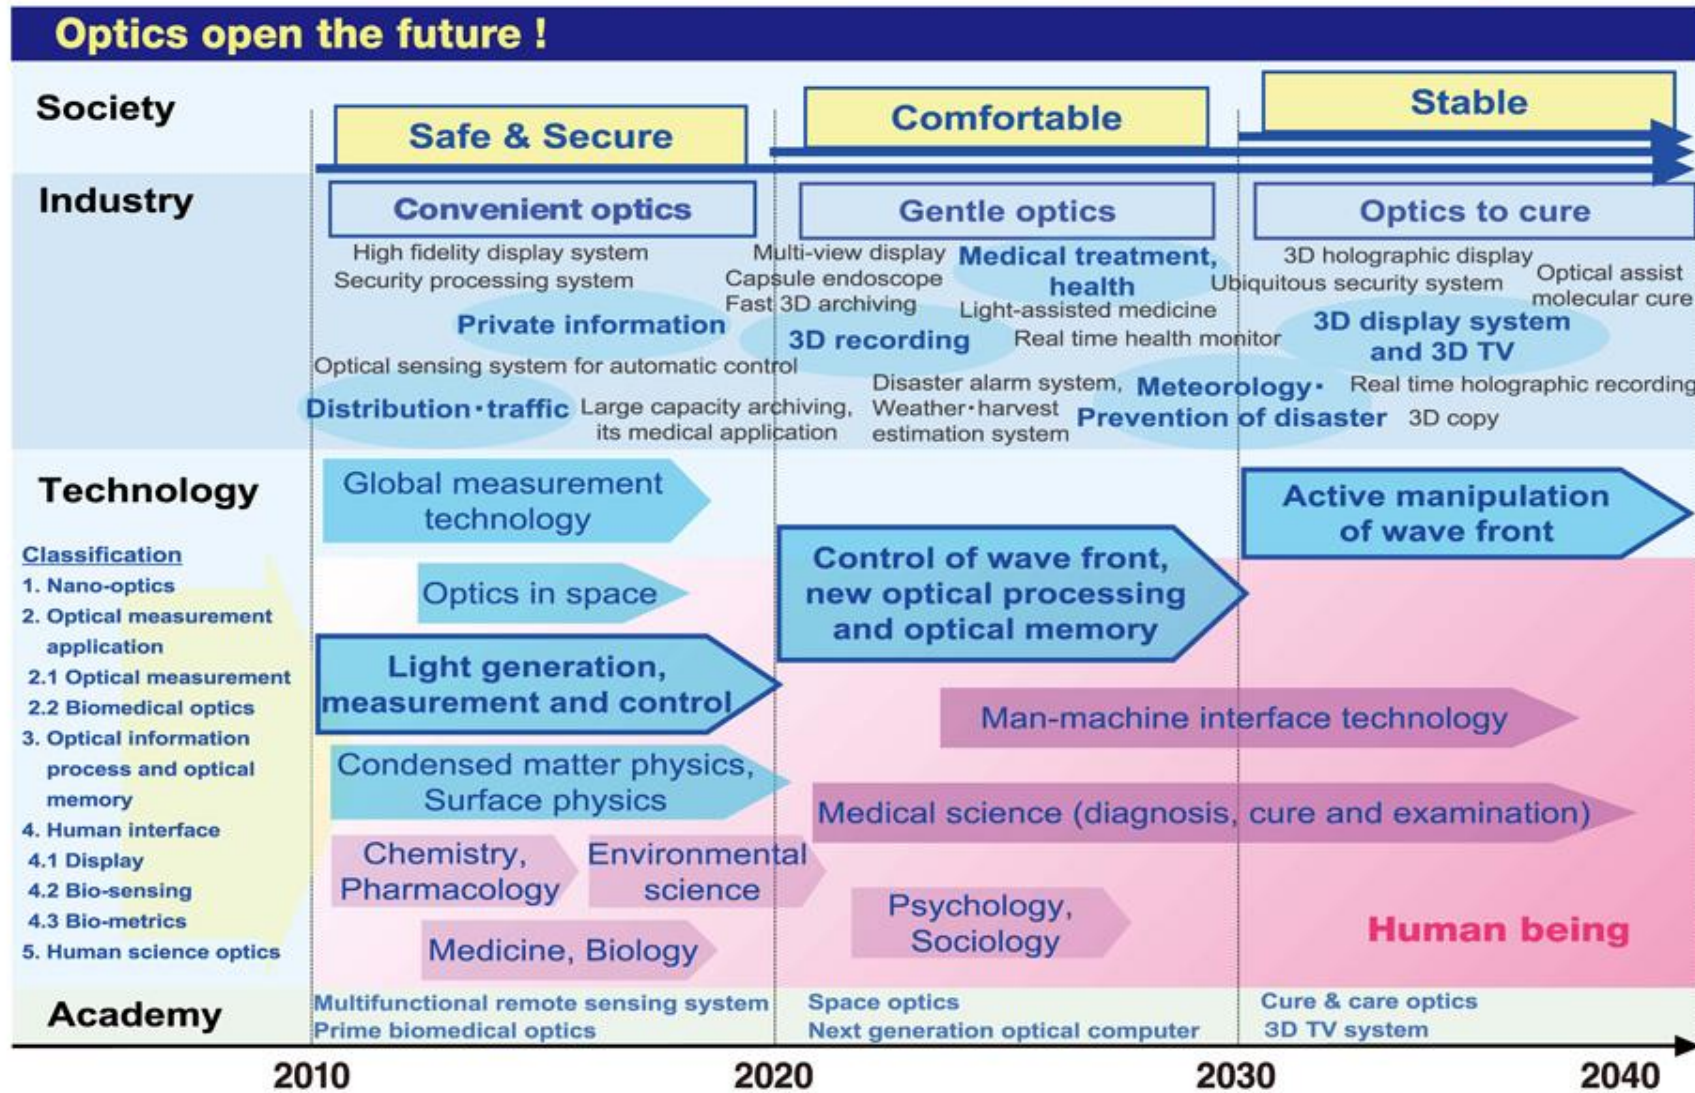 Optics open the future !
Society
Safe & Secure
Comfortable
Stable
Industry
Convenient optics
Gentle optics
Optics to cure
High fidelity display system
Security processing system
Private information
Optical sensing system for automatic control
Distribution・traffic
Large capacity archiving,
its medical application
Multi-view display
Capsule endoscope
Fast 3D archiving
3D recording
Medical treatment,
health
Light-assisted medicine
Real time health monitor
Disaster alarm system,
Weather・harvest
estimation system
Meteorology・
Prevention of disaster
3D holographic display
Ubiquitous security system
Optical assist
molecular cure
3D display system
and 3D TV
Real time holographic recording
3D copy
Technology
Classification
1. Nano-optics
2. Optical measurement
application
2.1 Optical measurement
2.2 Biomedical optics
3. Optical information
process and optical
memory
4. Human interface
4.1 Display
4.2 Bio-sensing
4.3 Bio-metrics
5. Human science optics
Global measurement
technology
Optics in space
Light generation,
measurement and control
Condensed matter physics,
Surface physics
Chemistry,
Pharmacology
Environmental
science
Medicine, Biology
Control of wave front,
new optical processing
and optical memory
Active manipulation
of wave front
Man-machine interface technology
Medical science (diagnosis, cure and examination)
Psychology,
Sociology
Human being
Academy
Multifunctional remote sensing system
Prime biomedical optics
Space optics
Next generation optical computer
Cure & care optics
3D TV system
2010
2020
2030
2040